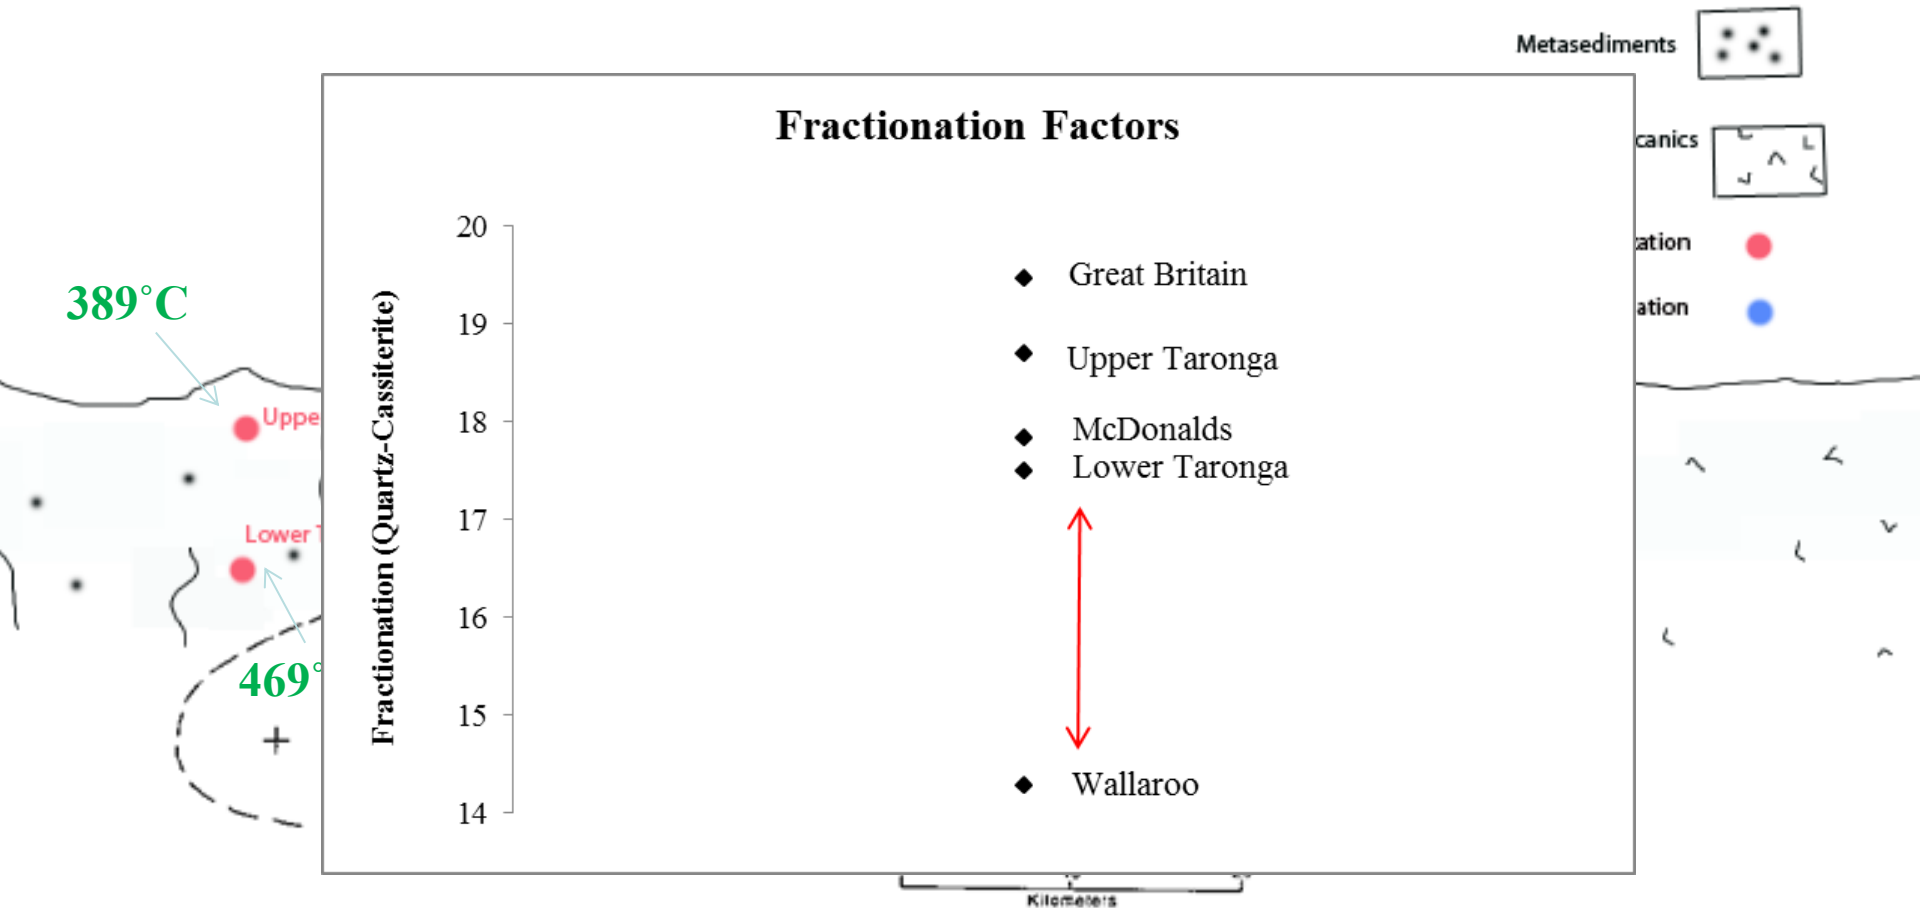 Metasediments
canics
ation
ation
Fractionation Factors
Fractionation (Quartz-Cassiterite)
20
19
18
17
16
15
14
Great Britain
Upper Taronga
McDonalds
Lower Taronga
Wallaroo
389°C
Uppe
Lower
469°
Kilometers